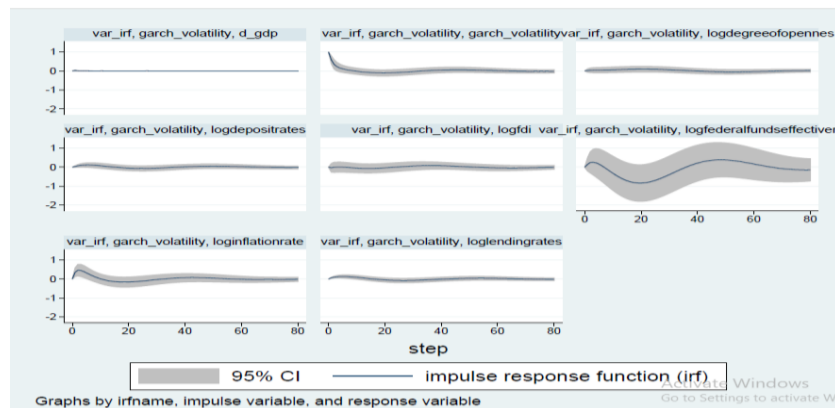 var_irf, garch_volatility, d_gdp
var_irf, garch_volatility, garch_volatility
var_irf, garch_volatility, logdegreeofopennes
1
0
-1
-2
var_irf, garch_volatility, logdepositrates
var_irf, garch_volatility, logfdi
var_irf, garch_volatility, logfederalfundseffective
1
0
-1
-2
0 20 40 60 80
var_irf, garch_volatility, loginflationrate
var_irf, garch_volatility, loglendingrates
1
0
-1
-2
0 20 40 60 80
0 20 40 60 80
step
95% CI
impulse response function (irf)
Graphs by irfname, impulse variable, and response variable
Activate Windows
Go to Settings to activate W